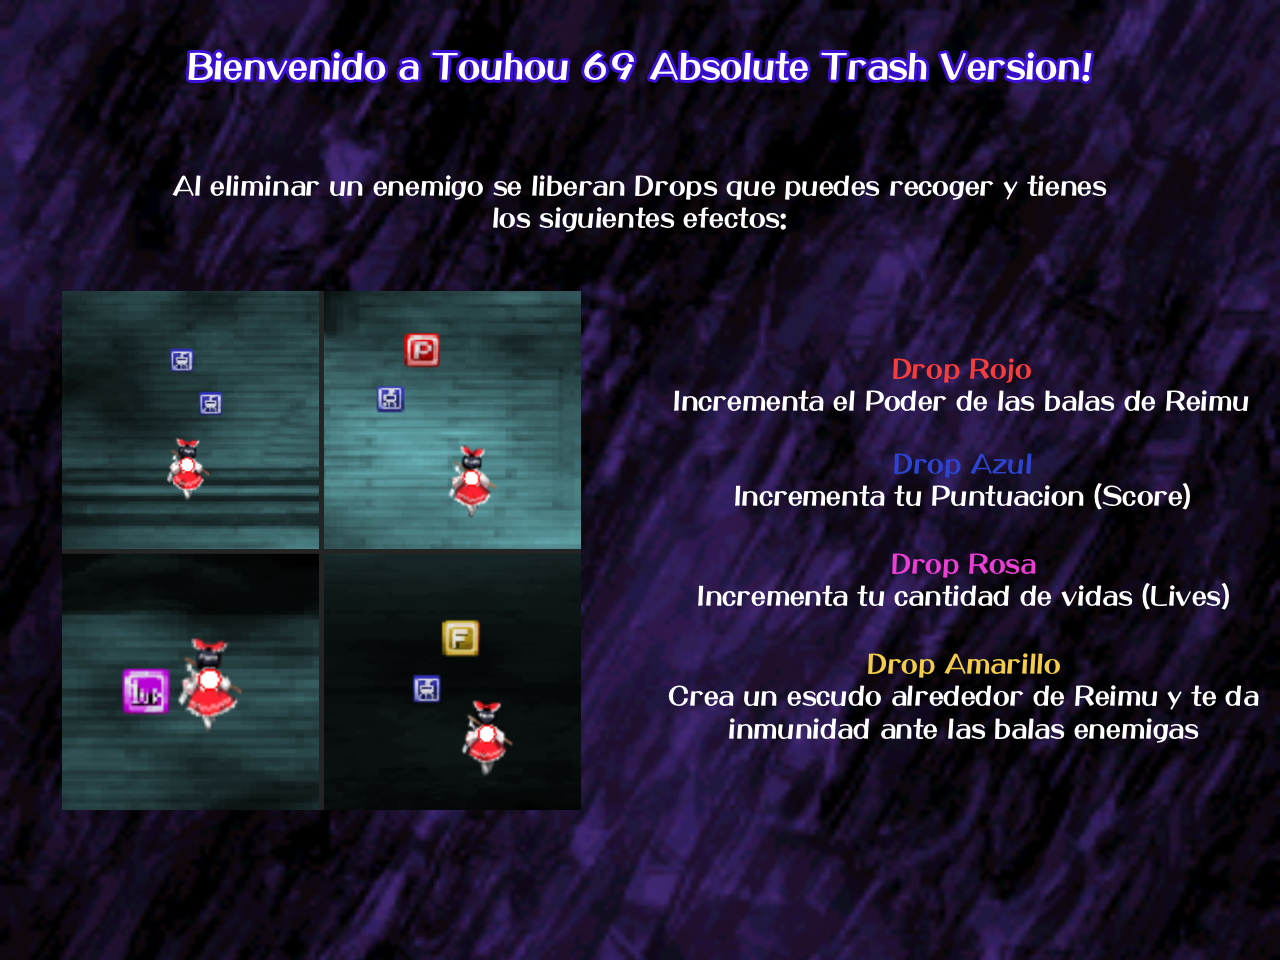 Bienvenido a Touhou 69 Absolute Trash Version!
Al eliminar un enemigo se liberan Drops que puedes recoger y tienes
los siguientes efectos:
P
1up
F
Drop Rojo
Incrementa el Poder de las balas de Reimu
Drop Azul
Incrementa tu Puntuacion (Score)
Drop Rosa
Incrementa tu cantidad de vidas (Lives)
Drop Amarillo
Crea un escudo alrededor de Reimu y te da
inmunidad ante las balas enemigas